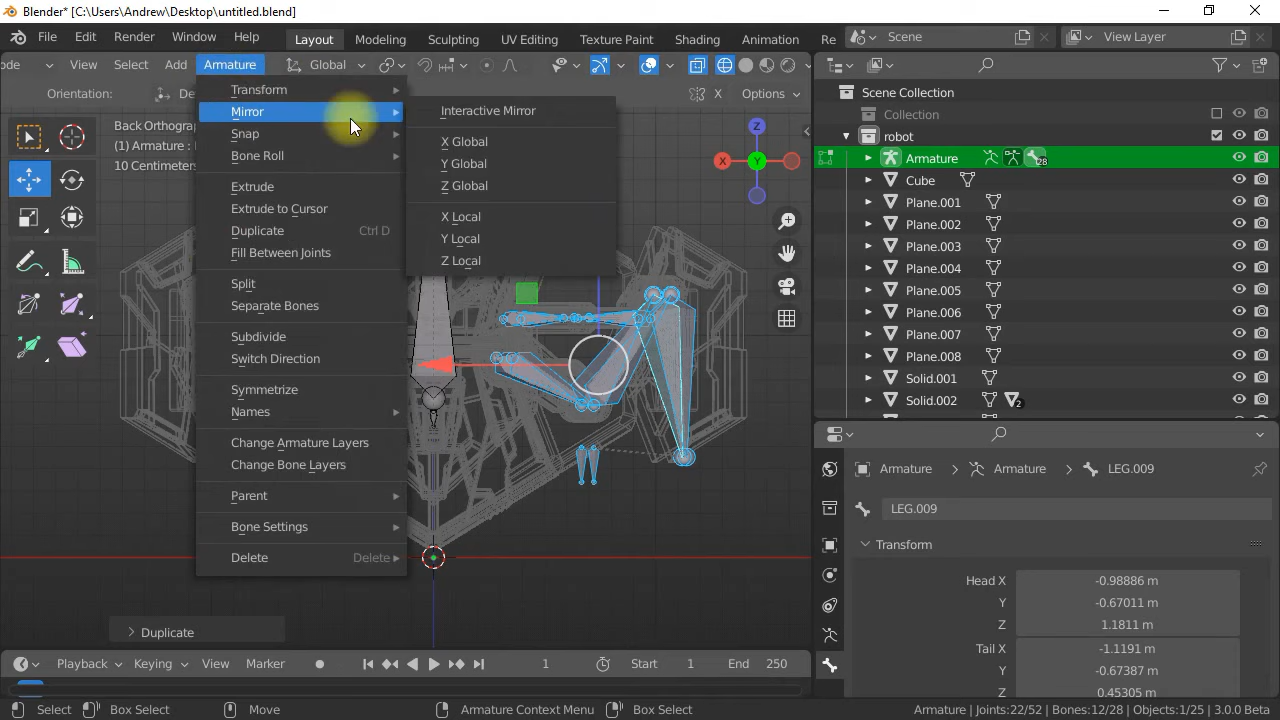 Blender* [C:\Users\Andrew\Desktop\untitled.blend]
File Edit Render Window Help Layout Modeling Sculpting UV Editing Texture Paint Shading Animation Re Scene View Layer
ode View Select Add Armature Global
Orientation: De X Options
Back Orthogra
(1) Armature :
10 Centimeters
Transform
Mirror
Snap
Bone Roll
Extrude
Extrude to Cursor
Duplicate Ctrl D
Fill Between Joints
Split
Separate Bones
Subdivide
Switch Direction
Symmetrize
Names
Change Armature Layers
Change Bone Layers
Parent
Bone Settings
Delete Delete
Interactive Mirror
X Global
Y Global
Z Global
X Local
Y Local
Z Local
Z
X Y
Duplicate
Playback Keying View Marker 1 Start 1 End 250
Select Box Select Move Armature Context Menu Box Select Armature | Joints:22/52 | Bones:12/28 | Objects:1/25 | 3.0.0 Beta
Scene Collection
Collection
robot
Armature 28
Cube
Plane.001
Plane.002
Plane.003
Plane.004
Plane.005
Plane.006
Plane.007
Plane.008
Solid.001
Solid.002 2
Armature Armature LEG.009
LEG.009
Transform
Head X -0.98886 m
Y -0.67011 m
Z 1.1811 m
Tail X -1.1191 m
Y -0.67387 m
Z 0.45305 m